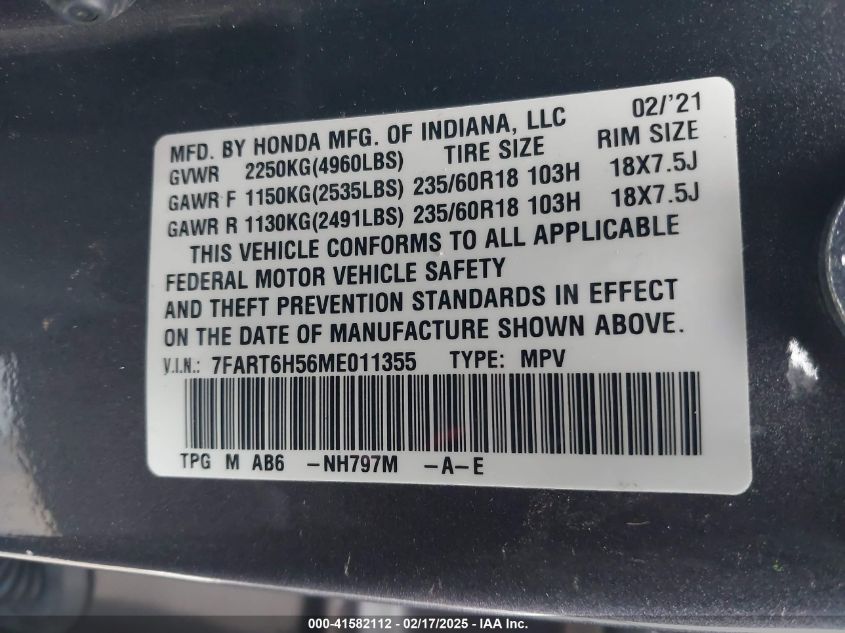 02/'21
MFD. BY HONDA MFG. OF INDIANA, LLC
GVWR 2250KG(4960LBS) TIRE SIZE RIM SIZE
GAWR F 1150KG(2535LBS) 235/60R18 103H 18X7.5J
GAWR R 1130KG(2491LBS) 235/60R18 103H 18X7.5J
THIS VEHICLE CONFORMS TO ALL APPLICABLE
FEDERAL MOTOR VEHICLE SAFETY
AND THEFT PREVENTION STANDARDS IN EFFECT
ON THE DATE OF MANUFACTURE SHOWN ABOVE.
V.I.N.: 7FART6H56ME011355 TYPE: MPV
TPG M AB6 -NH797M -A-E
000-41582112 - 02/17/2025 - IAA Inc.